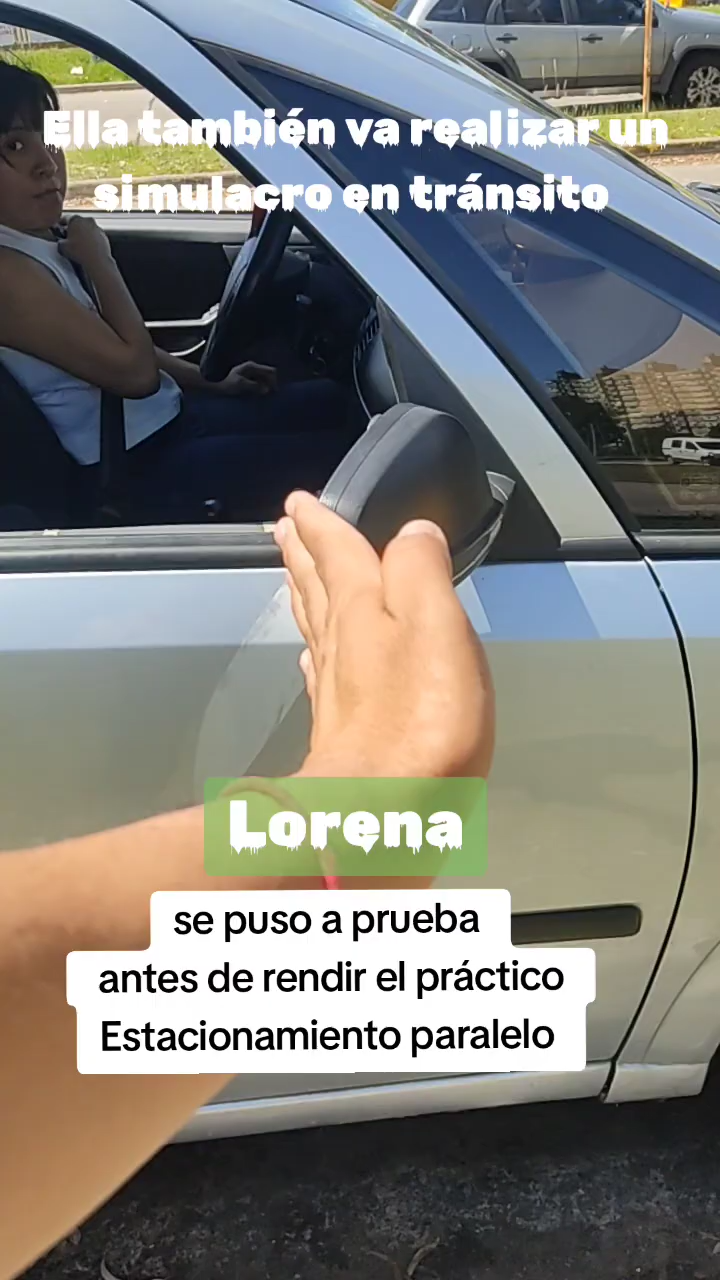 Ella también va realizar un
simulacro en tránsito
Lorena
se puso a prueba
antes de rendir el práctico
Estacionamiento paralelo